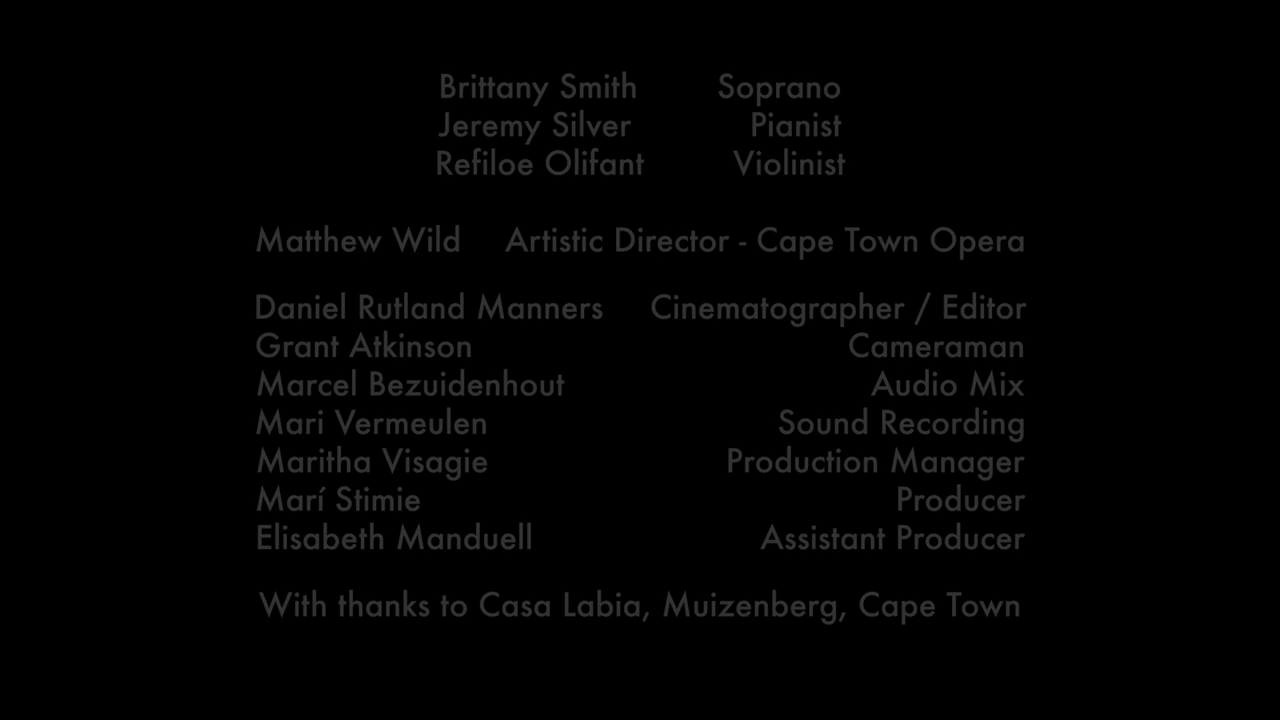 Brittany Smith Soprano
Jeremy Silver Pianist
Refiloe Olifant Violinist
Matthew Wild Artistic Director - Cape Town Opera
Daniel Rutland Manners Cinematographer / Editor
Grant Atkinson Cameraman
Marcel Bezuidenhout Audio Mix
Mari Vermeulen Sound Recording
Maritha Visagie Production Manager
Marí Stimie Producer
Elisabeth Manduell Assistant Producer
With thanks to Casa Labia, Muizenberg, Cape Town